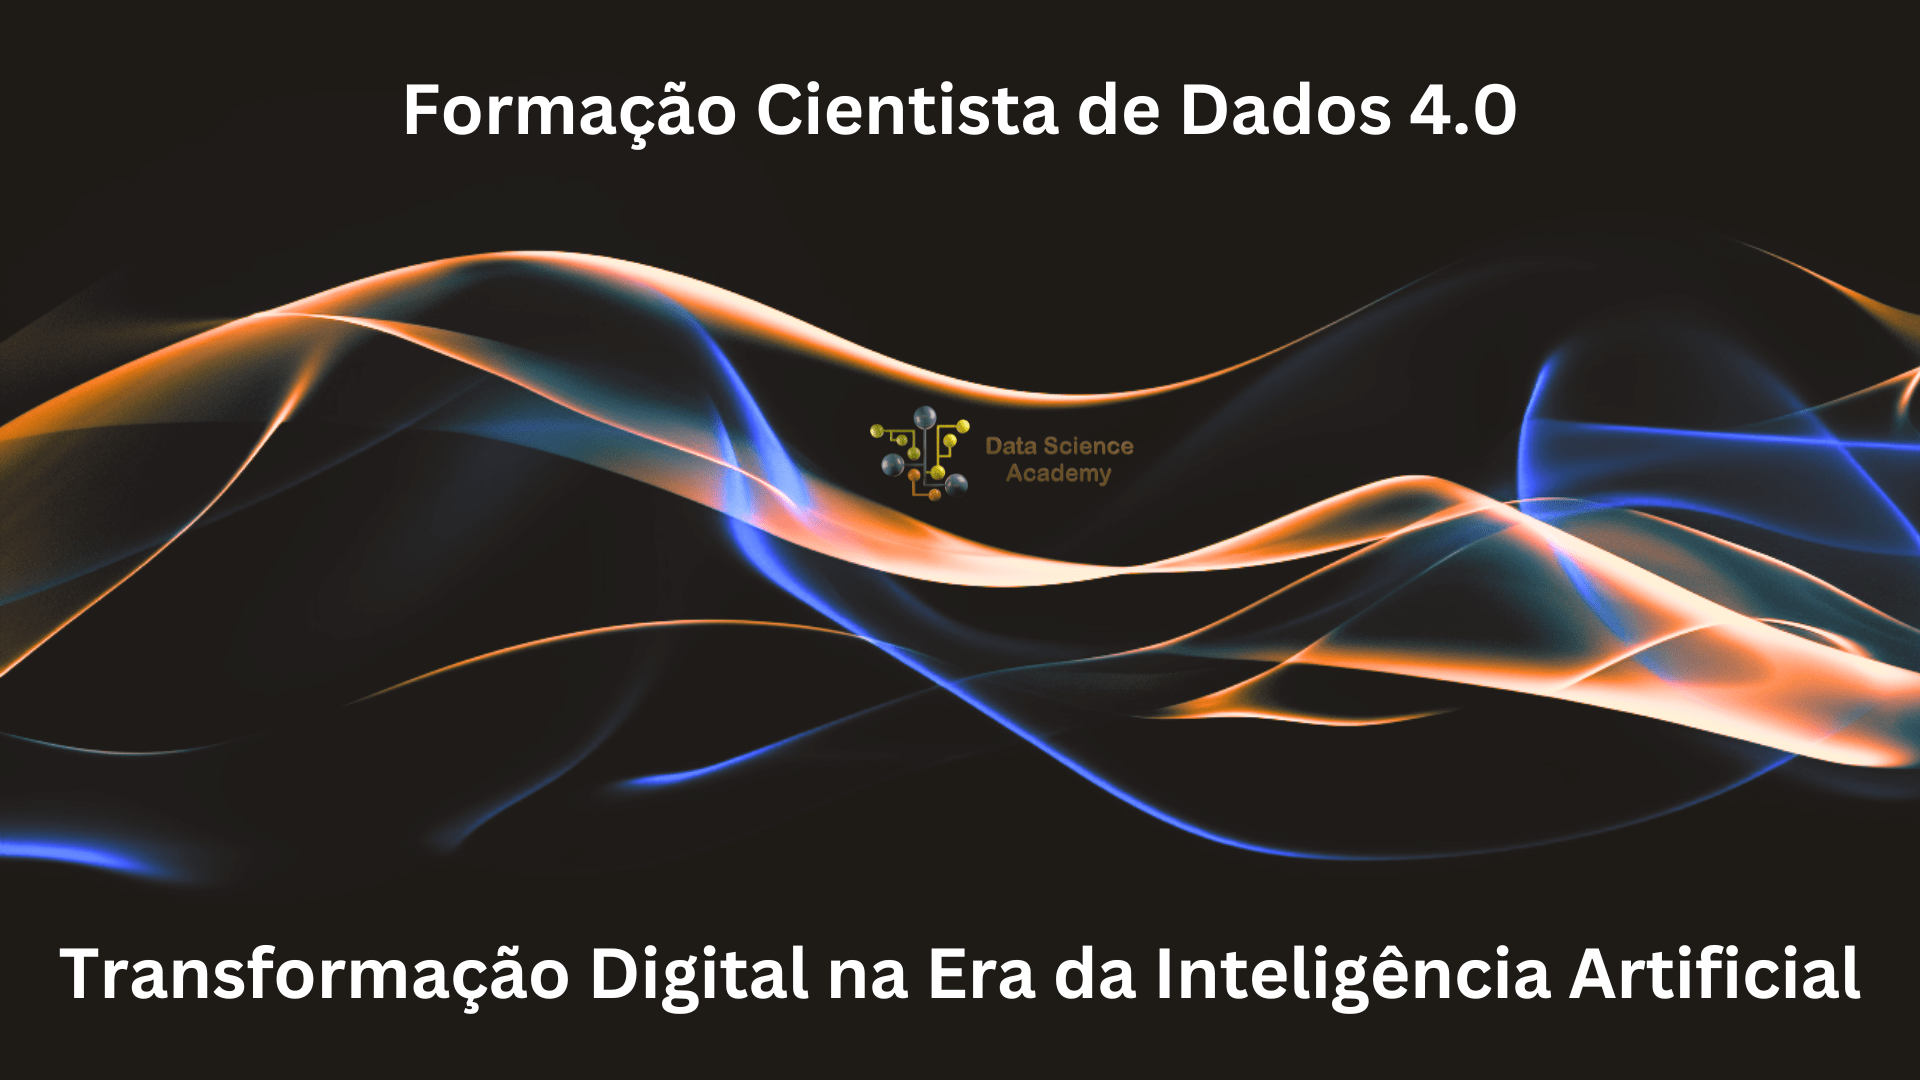 Formação Cientista de Dados 4.0
Data Science
Academy
Transformação Digital na Era da Inteligência Artificial